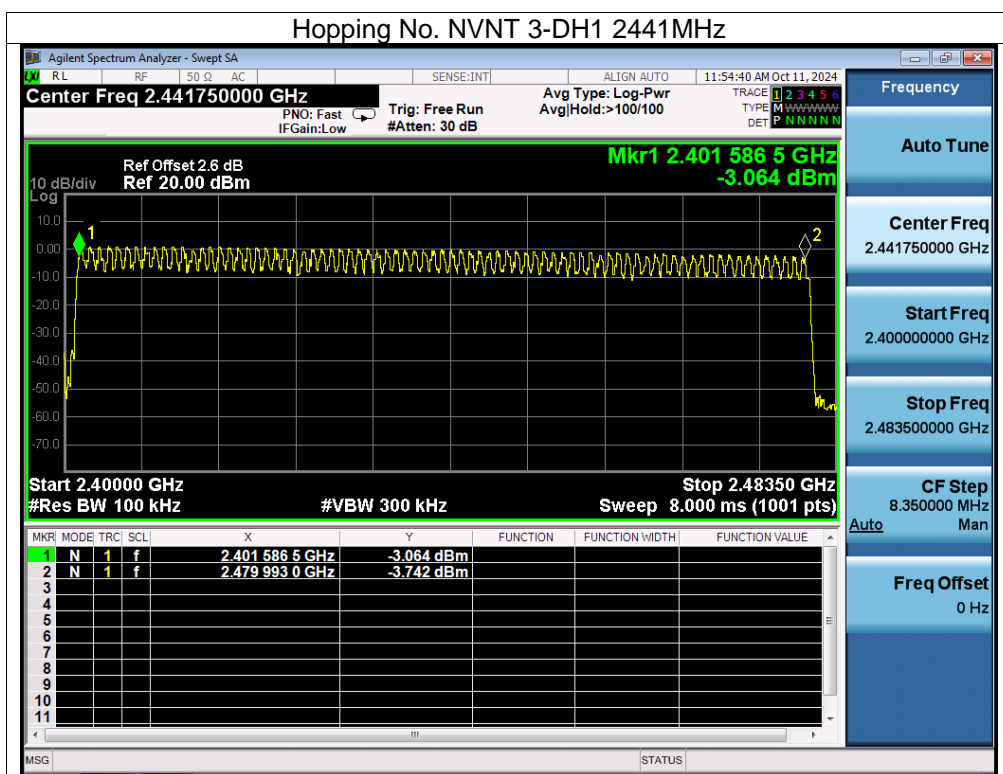 Hopping No. NVNT 3-DH1 2441MHz
Agilent Spectrum Analyzer - Swept SA
LXI RL RF 50 Ω AC SENSE:INT ALIGN AUTO 11:54:40 AM Oct 11, 2024
Center Freq 2.441750000 GHz
PNO: Fast
IFGain:Low
Trig: Free Run
#Atten: 30 dB
Avg Type: Log-Pwr
Avg|Hold:>100/100
TRACE 1 2 3 4 5 6
TYPE M WWWWW
DET P N N N N N
Frequency
Auto Tune
Center Freq
2.441750000 GHz
Start Freq
2.400000000 GHz
Stop Freq
2.483500000 GHz
CF Step
8.350000 MHz
Auto Man
Freq Offset
0 Hz
Mkr1 2.401 586 5 GHz
-3.064 dBm
Ref Offset 2.6 dB
10 dB/div Ref 20.00 dBm
Log
10.0
0.00
-10.0
-20.0
-30.0
-40.0
-50.0
-60.0
-70.0
1
2
Start 2.40000 GHz Stop 2.48350 GHz
#Res BW 100 kHz #VBW 300 kHz Sweep 8.000 ms (1001 pts)
MKR MODE TRC SCL X Y FUNCTION FUNCTION WIDTH FUNCTION VALUE
1 N 1 f 2.401 586 5 GHz -3.064 dBm
2 N 1 f 2.479 993 0 GHz -3.742 dBm
3
4
5
6
7
8
9
10
11
MSG STATUS